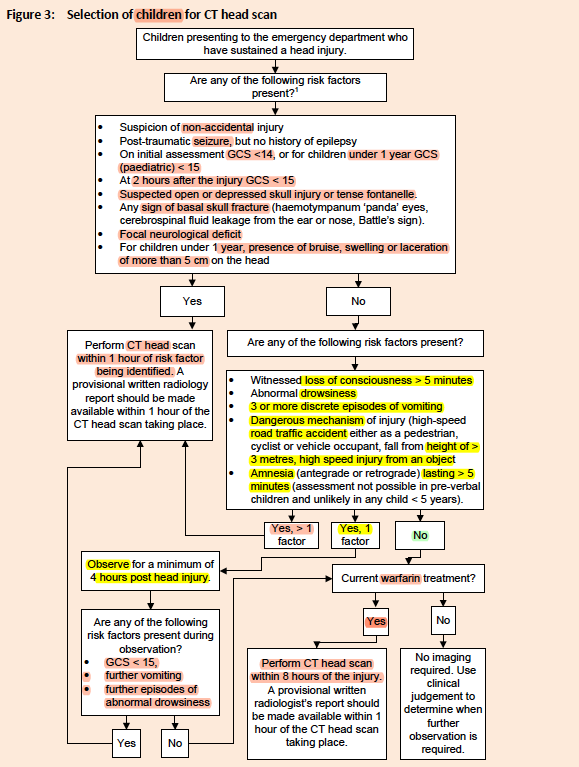 Figure 3: Selection of children for CT head scan
Children presenting to the emergency department who
have sustained a head injury.
Are any of the following risk factors
present?¹
• Suspicion of non-accidental injury
• Post-traumatic seizure, but no history of epilepsy
• On initial assessment GCS <14, or for children under 1 year GCS
(paediatric) < 15
• At 2 hours after the injury GCS < 15
• Suspected open or depressed skull injury or tense fontanelle.
• Any sign of basal skull fracture (haemotympanum 'panda' eyes,
cerebrospinal fluid leakage from the ear or nose, Battle's sign).
• Focal neurological deficit
• For children under 1 year, presence of bruise, swelling or laceration
of more than 5 cm on the head
Yes
No
Perform CT head scan
within 1 hour of risk factor
being identified. A
provisional written radiology
report should be made
available within 1 hour of the
CT head scan taking place.
Are any of the following risk factors present?
• Witnessed loss of consciousness > 5 minutes
• Abnormal drowsiness
• 3 or more discrete episodes of vomiting
• Dangerous mechanism of injury (high-speed
road traffic accident either as a pedestrian,
cyclist or vehicle occupant, fall from height of >
3 metres, high speed injury from an object
• Amnesia (antegrade or retrograde) lasting > 5
minutes (assessment not possible in pre-verbal
children and unlikely in any child < 5 years).
Yes, > 1
factor
Yes, 1
factor
No
Observe for a minimum of
4 hours post head injury.
Current warfarin treatment?
Are any of the following
risk factors present during
observation?
• GCS < 15,
• further vomiting
• further episodes of
abnormal drowsiness
Yes
No
Yes
No
Perform CT head scan
within 8 hours of the injury.
A provisional written
radiologist's report should
be made available within 1
hour of the CT head scan
taking place.
No imaging
required. Use
clinical
judgement to
determine when
further
observation is
required.